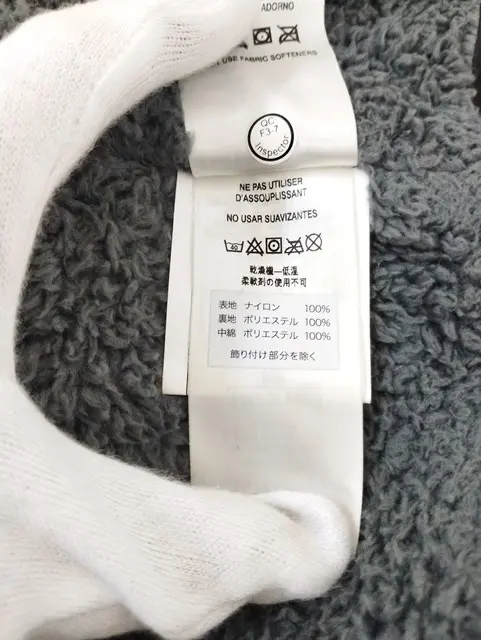 ADORNO
USE FABRIC SOFTENERS
QC
F3-7
Inspector
NE PAS UTILISER
D'ASSOUPLISSANT
NO USAR SUAVIZANTES
40
乾燥機一低温
柔軟剤の使用不可
表地 ナイロン 100%
裏地 ポリエステル 100%
中綿 ポリエステル 100%
飾り付け部分を除く